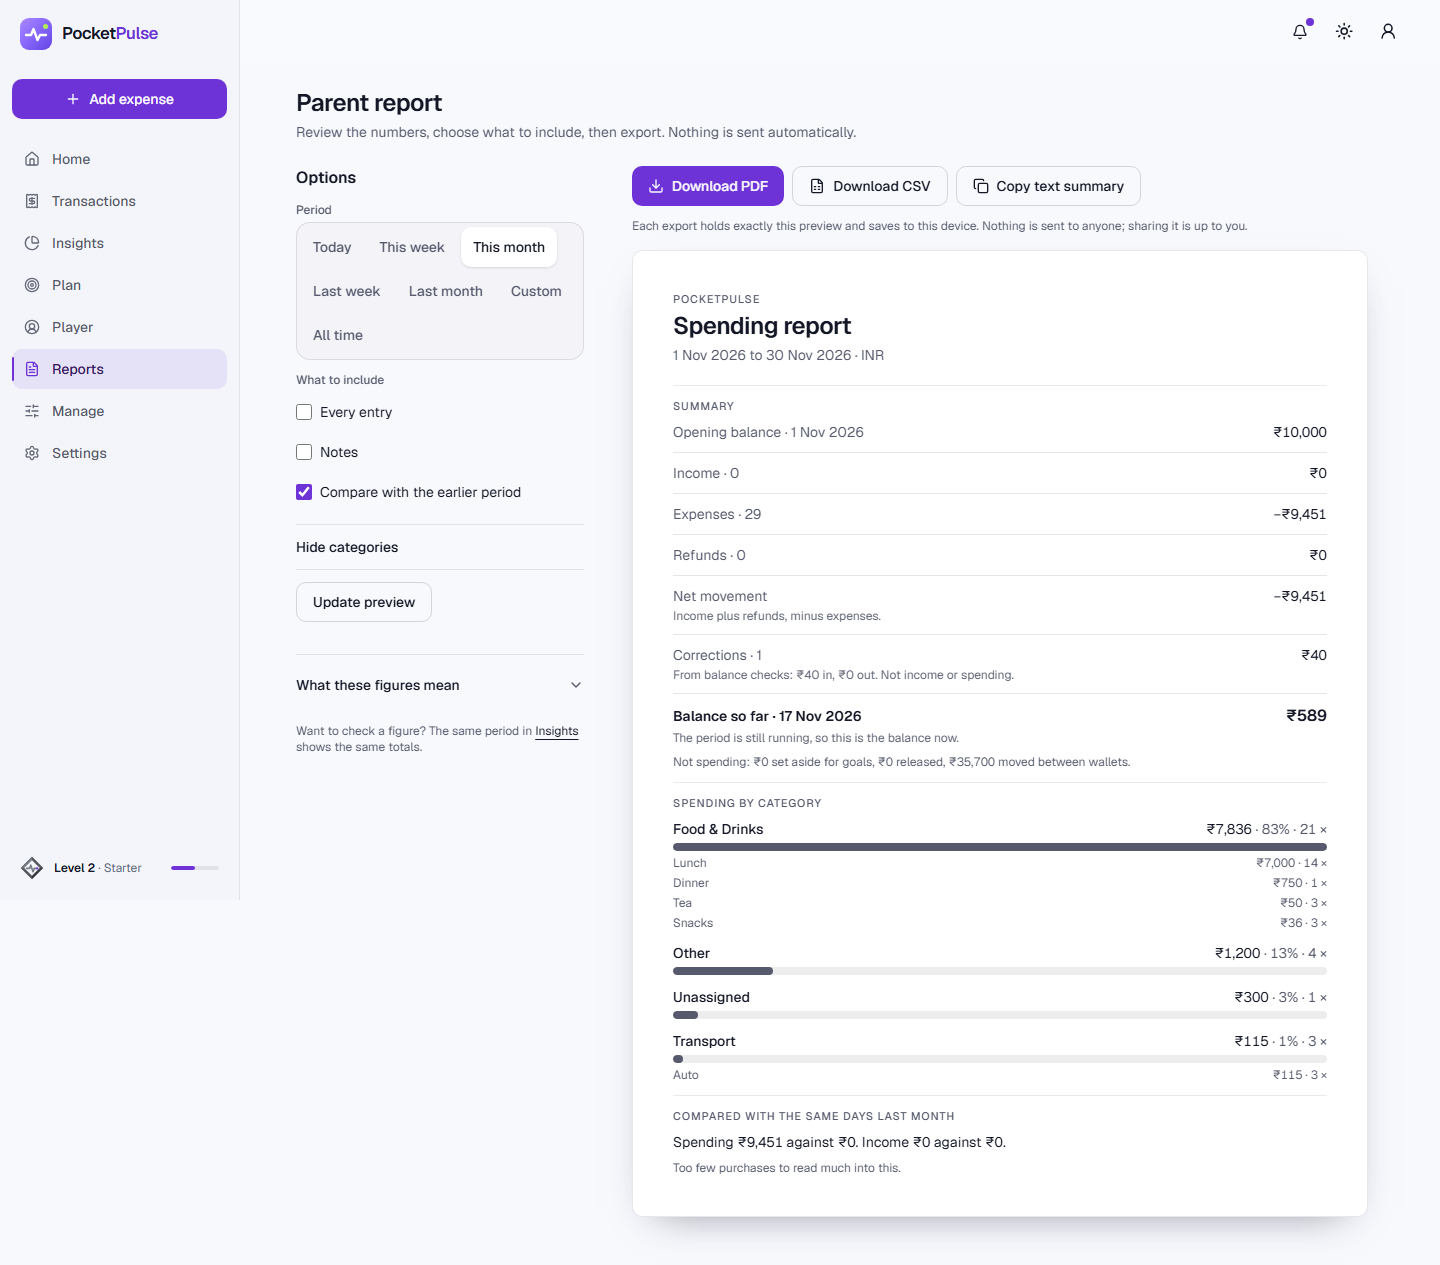 PocketPulse
Add expense
Home
Transactions
Insights
Plan
Player
Reports
Manage
Settings
Level 2 · Starter
Parent report
Review the numbers, choose what to include, then export. Nothing is sent automatically.
Options
Period
Today This week This month
Last week Last month Custom
All time
What to include
Every entry
Notes
Compare with the earlier period
Hide categories
Update preview
What these figures mean
Want to check a figure? The same period in Insights
shows the same totals.
Download PDF Download CSV Copy text summary
Each export holds exactly this preview and saves to this device. Nothing is sent to anyone; sharing it is up to you.
POCKETPULSE
Spending report
1 Nov 2026 to 30 Nov 2026 · INR
SUMMARY
Opening balance · 1 Nov 2026 ₹10,000
Income · 0 ₹0
Expenses · 29 −₹9,451
Refunds · 0 ₹0
Net movement −₹9,451
Income plus refunds, minus expenses.
Corrections · 1 ₹40
From balance checks: ₹40 in, ₹0 out. Not income or spending.
Balance so far · 17 Nov 2026 ₹589
The period is still running, so this is the balance now.
Not spending: ₹0 set aside for goals, ₹0 released, ₹35,700 moved between wallets.
SPENDING BY CATEGORY
Food & Drinks ₹7,836 · 83% · 21 ×
Lunch ₹7,000 · 14 ×
Dinner ₹750 · 1 ×
Tea ₹50 · 3 ×
Snacks ₹36 · 3 ×
Other ₹1,200 · 13% · 4 ×
Unassigned ₹300 · 3% · 1 ×
Transport ₹115 · 1% · 3 ×
Auto ₹115 · 3 ×
COMPARED WITH THE SAME DAYS LAST MONTH
Spending ₹9,451 against ₹0. Income ₹0 against ₹0.
Too few purchases to read much into this.